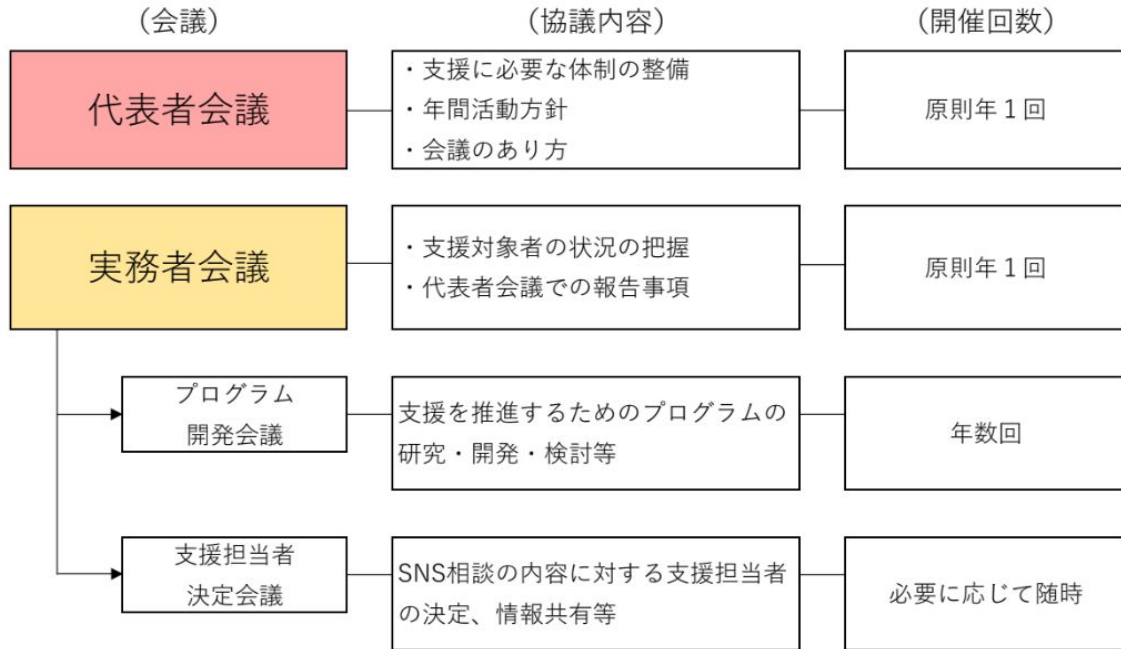 (会議)
(協議内容)
(開催回数)
代表者会議
・支援に必要な体制の整備
・年間活動方針
・会議のあり方
原則年１回
実務者会議
・支援対象者の状況の把握
・代表者会議での報告事項
原則年１回
プログラム
開発会議
支援を推進するためのプログラムの
研究・開発・検討等
年数回
支援担当者
決定会議
SNS相談の内容に対する支援担当者
の決定、情報共有等
必要に応じて随時